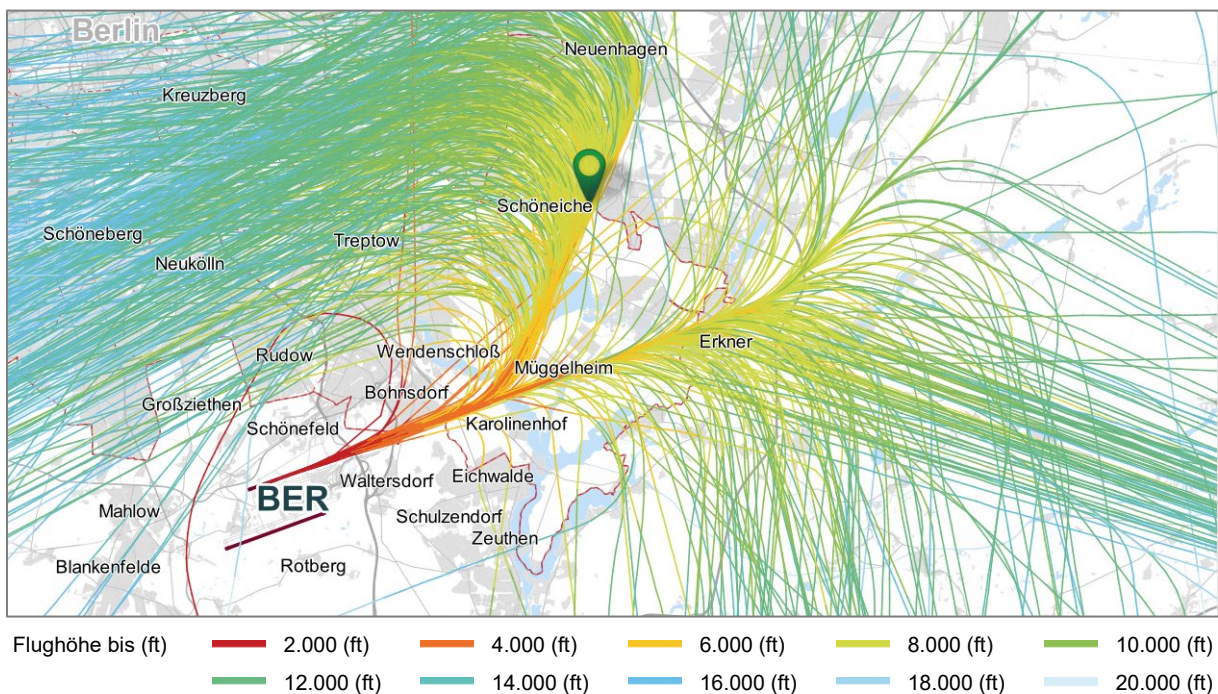 Berlin
Neuenhagen
Kreuzberg
Schöneiche
Schöneberg
Treptow
Neukölln
Erkner
Rudow
Wendenschloß
Müggelheim
Bohnsdorf
Großziethen
Karolinenhof
Schönefeld
Eichwalde
Waltersdorf
BER
Mahlow
Schulzendorf
Zeuthen
Blankenfelde
Rotberg
Flughöhe bis (ft) 2.000 (ft) 4.000 (ft) 6.000 (ft) 8.000 (ft) 10.000 (ft)
12.000 (ft) 14.000 (ft) 16.000 (ft) 18.000 (ft) 20.000 (ft)